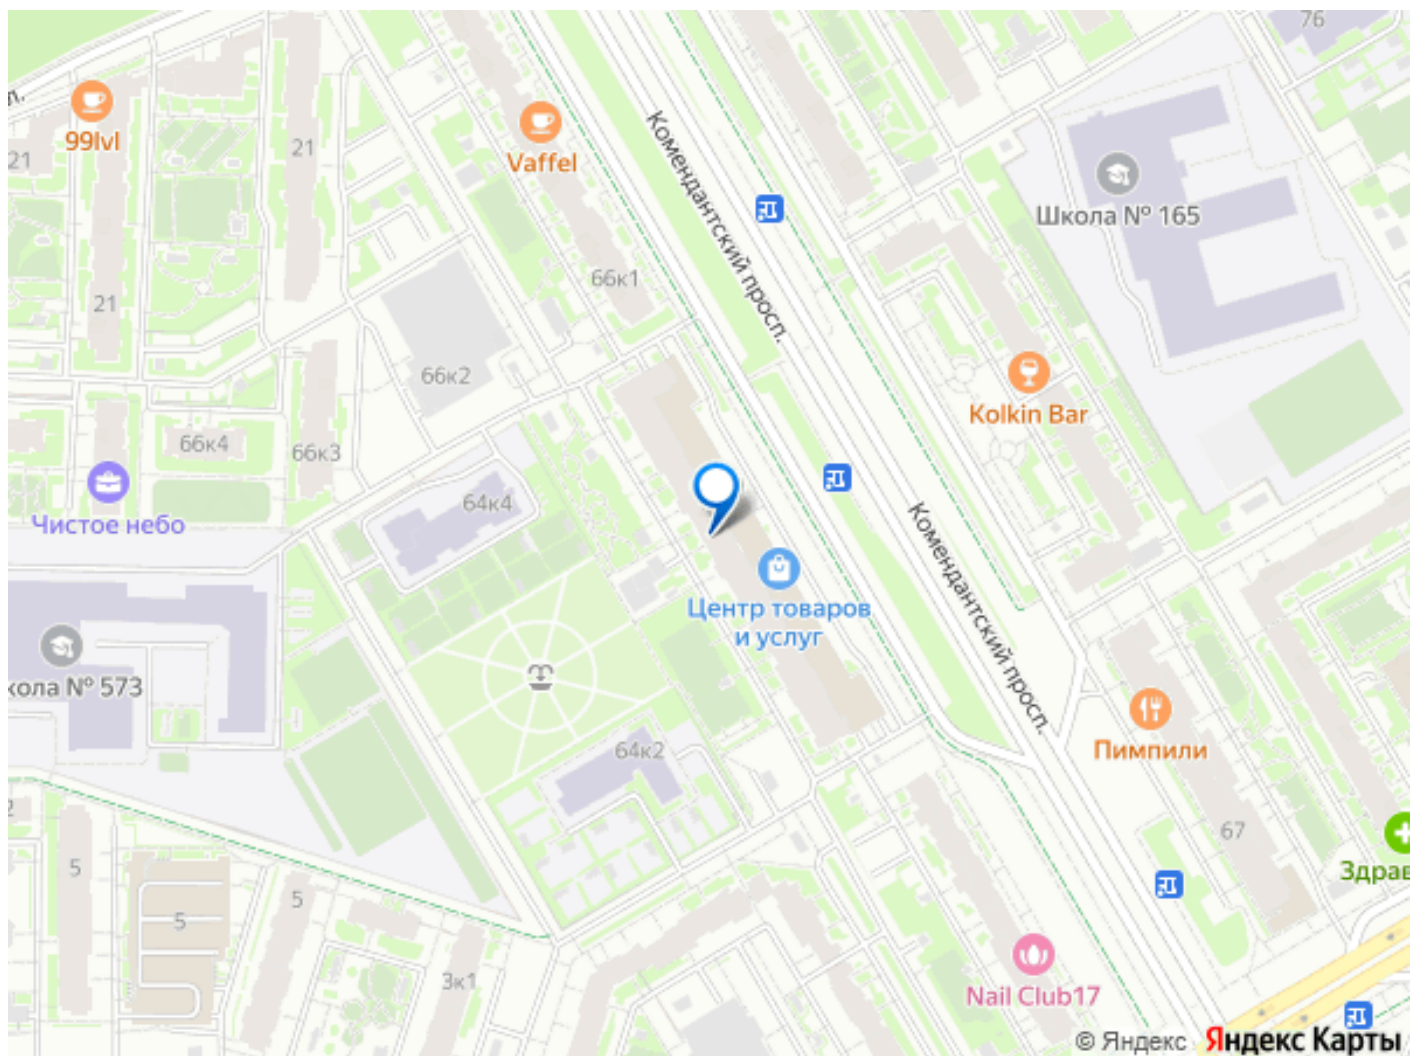 76
99lvl
21
21
Vaffel
Комендантский просп.
Школа № 165
66к1
21
66к2
Kolkin Bar
66к4
66к3
64к4
Чистое небо
Комендантский просп.
Центр товаров
и услуг
№ 573
64к2
Пимпили
67
5
5
5
3к1
Nail Club17
© Яндекс Яндекс Карты